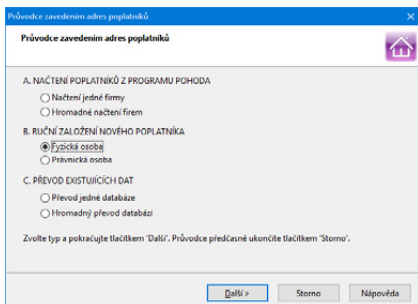 Průvodce zavedením adres poplatníků
Průvodce zavedením adres poplatníků
A. NAČTENÍ POPLATNÍKŮ Z PROGRAMU POHODA
Načtení jedné firmy
Hromadné načtení firem
B. RUČNÍ ZALOŽENÍ NOVÉHO POPLATNÍKA
Fyzická osoba
Právnická osoba
C. PŘEVOD EXISTUJÍCÍCH DAT
Převod jedné databáze
Hromadný převod databází
Zvolte typ a pokračujte tlačítkem 'Další'. Průvodce předčasně ukončíte tlačítkem 'Storno'.
Další > Storno Nápověda